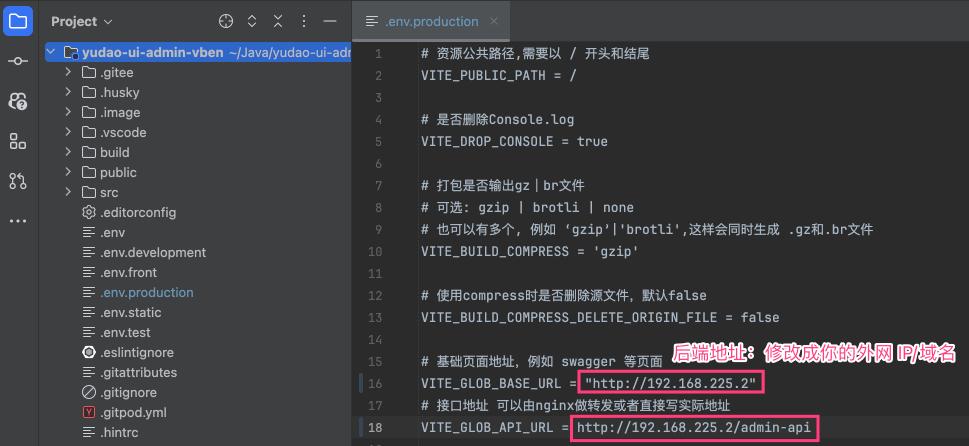 Project
.env.production
yudao-ui-admin-vben ~/Java/yudao-ui-adr
.gitee
.husky
.image
.vscode
build
public
src
.editorconfig
.env
.env.development
.env.front
.env.production
.env.static
.env.test
.eslintignore
.gitattributes
.gitignore
.gitpod.yml
.hintrc
1 # 资源公共路径,需要以 / 开头和结尾
2 VITE_PUBLIC_PATH = /
3
4 # 是否删除Console.log
5 VITE_DROP_CONSOLE = true
6
7 # 打包是否输出gz|br文件
8 # 可选: gzip | brotli | none
9 # 也可以有多个, 例如 ‘gzip’|'brotli',这样会同时生成 .gz和.br文件
10 VITE_BUILD_COMPRESS = 'gzip'
11
12 # 使用compress时是否删除源文件，默认false
13 VITE_BUILD_COMPRESS_DELETE_ORIGIN_FILE = false
14
后端地址：修改成你的外网 IP/域名
15 # 基础页面地址，例如 swagger 等页面
16 VITE_GLOB_BASE_URL = "http://192.168.225.2"
17 # 接口地址 可以由nginx做转发或者直接写实际地址
18 VITE_GLOB_API_URL = http://192.168.225.2/admin-api